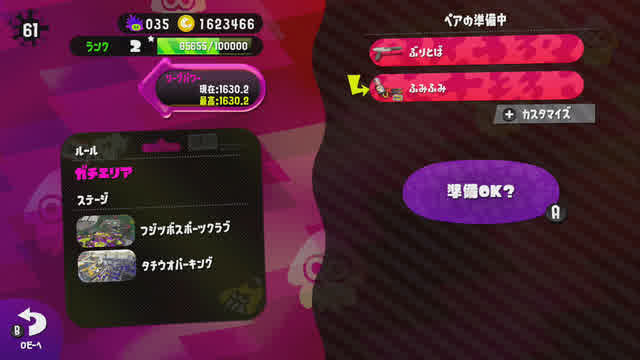 61
035
1623466
ランク 2
85655/100000
リーグパワー
現在:1630.2
最高:1630.2
ルール
ガチエリア
ステージ
フジツボスポーツクラブ
タチウオパーキング
B
ロビーへ
ペアの準備中
ぶりとば
ふみふみ
カスタマイズ
準備OK?
A